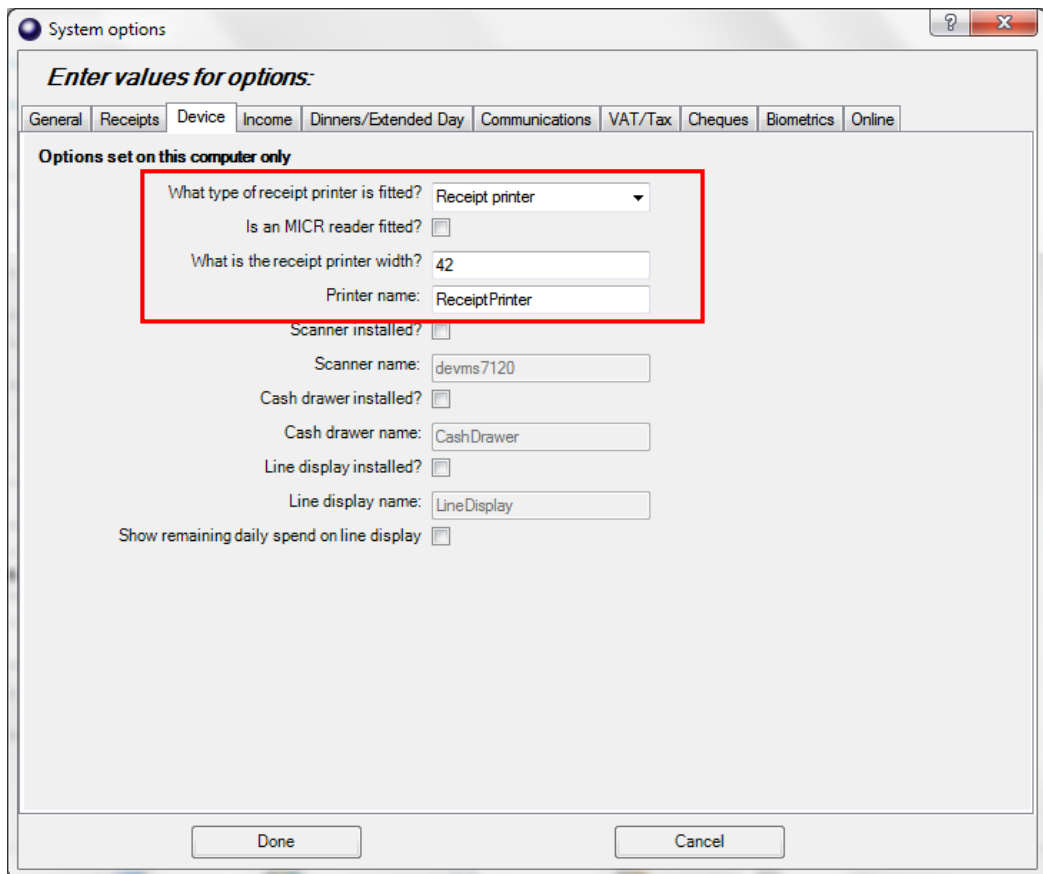 System options
Enter values for options:
General Receipts Device Income Dinners/Extended Day Communications VAT/Tax Cheques Biometrics Online
Options set on this computer only
What type of receipt printer is fitted? Receipt printer
Is an MICR reader fitted?
What is the receipt printer width? 42
Printer name: ReceiptPrinter
Scanner installed?
Scanner name: devms7120
Cash drawer installed?
Cash drawer name: CashDrawer
Line display installed?
Line display name: LineDisplay
Show remaining daily spend on line display
Done Cancel